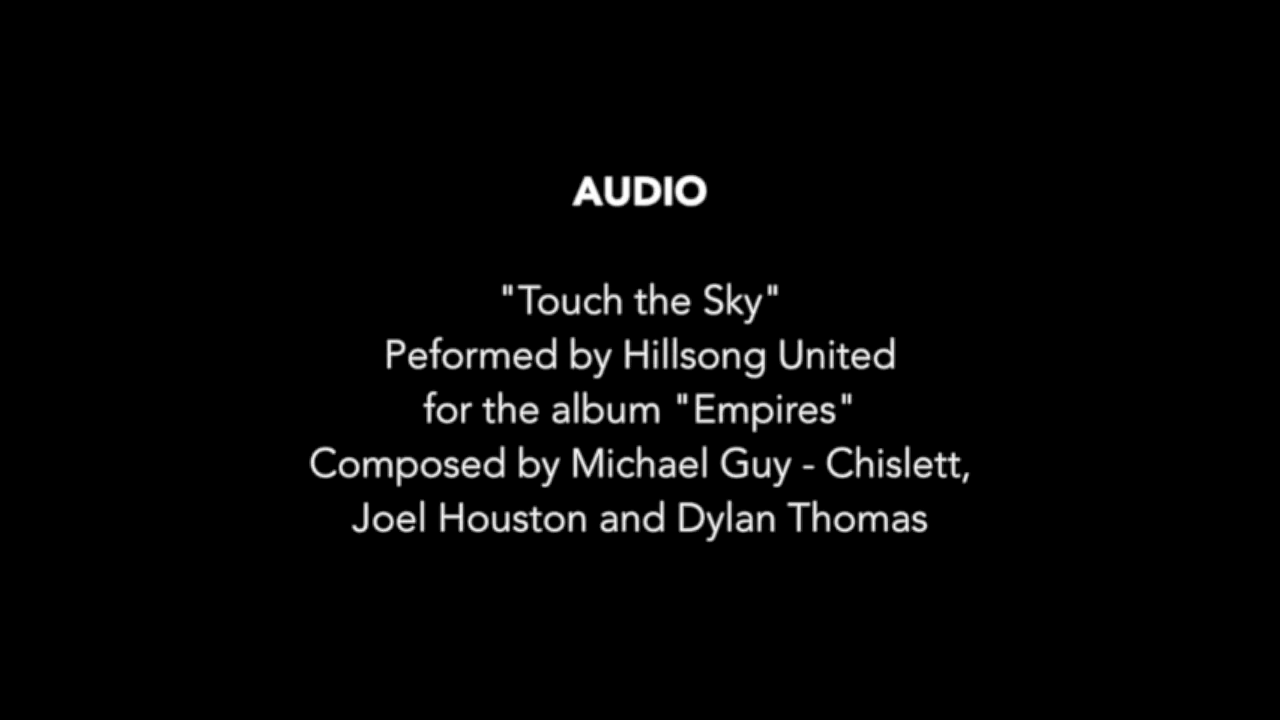 AUDIO
"Touch the Sky"
Peformed by Hillsong United
for the album "Empires"
Composed by Michael Guy - Chislett,
Joel Houston and Dylan Thomas